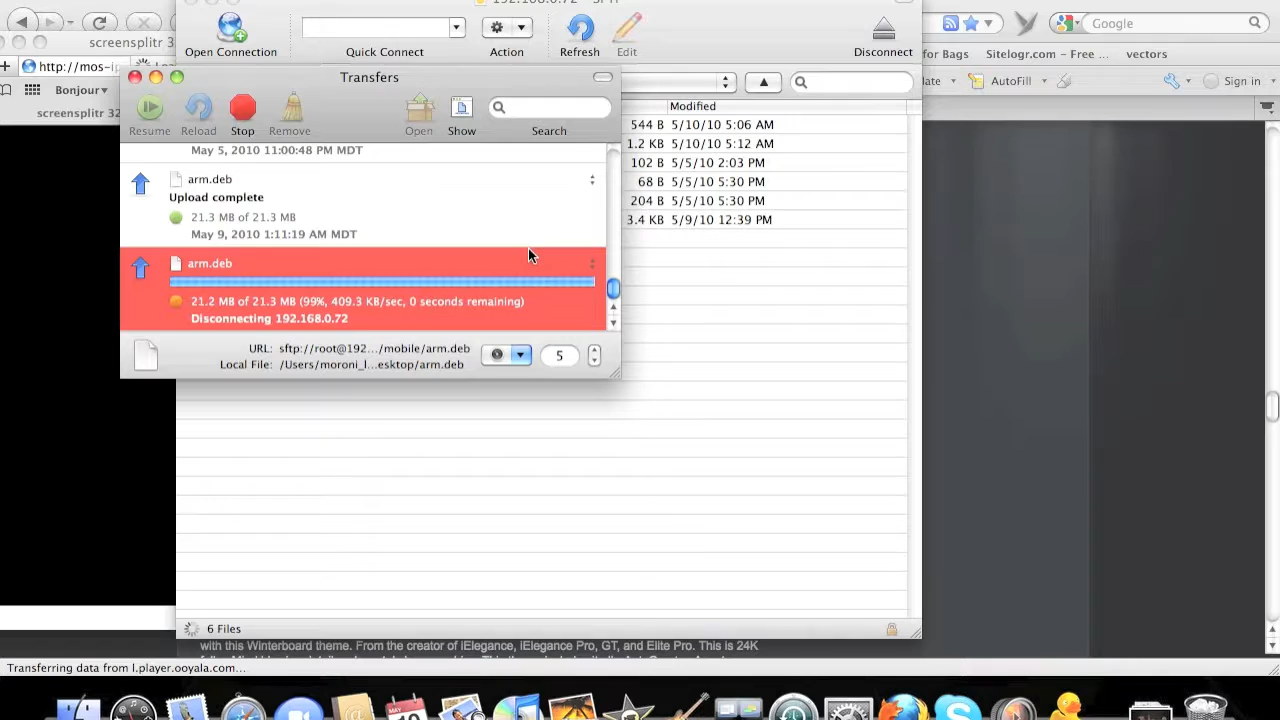 Open Connection
Quick Connect
Action
Refresh
Edit
Disconnect
Google
screensplitr 3
http://mos-ip
for Bags
Sitelogr.com – Free ...
vectors
Bonjour
AutoFill
Sign in
screensplitr 32
Transfers
Resume
Reload
Stop
Remove
Open
Show
Search
Modified
544 B 5/10/10 5:06 AM
1.2 KB 5/10/10 5:12 AM
102 B 5/5/10 2:03 PM
68 B 5/5/10 5:30 PM
204 B 5/5/10 5:30 PM
3.4 KB 5/9/10 12:39 PM
May 5, 2010 11:00:48 PM MDT
arm.deb
Upload complete
21.3 MB of 21.3 MB
May 9, 2010 1:11:19 AM MDT
arm.deb
21.2 MB of 21.3 MB (99%, 409.3 KB/sec, 0 seconds remaining)
Disconnecting 192.168.0.72
URL: sftp://root@192.../mobile/arm.deb
5
Local File: /Users/moroni_l...esktop/arm.deb
6 Files
with this Winterboard theme. From the creator of iElegance, iElegance Pro, GT, and Elite Pro. This is 24K
Transferring data from l.player.ooyala.com...
MAY